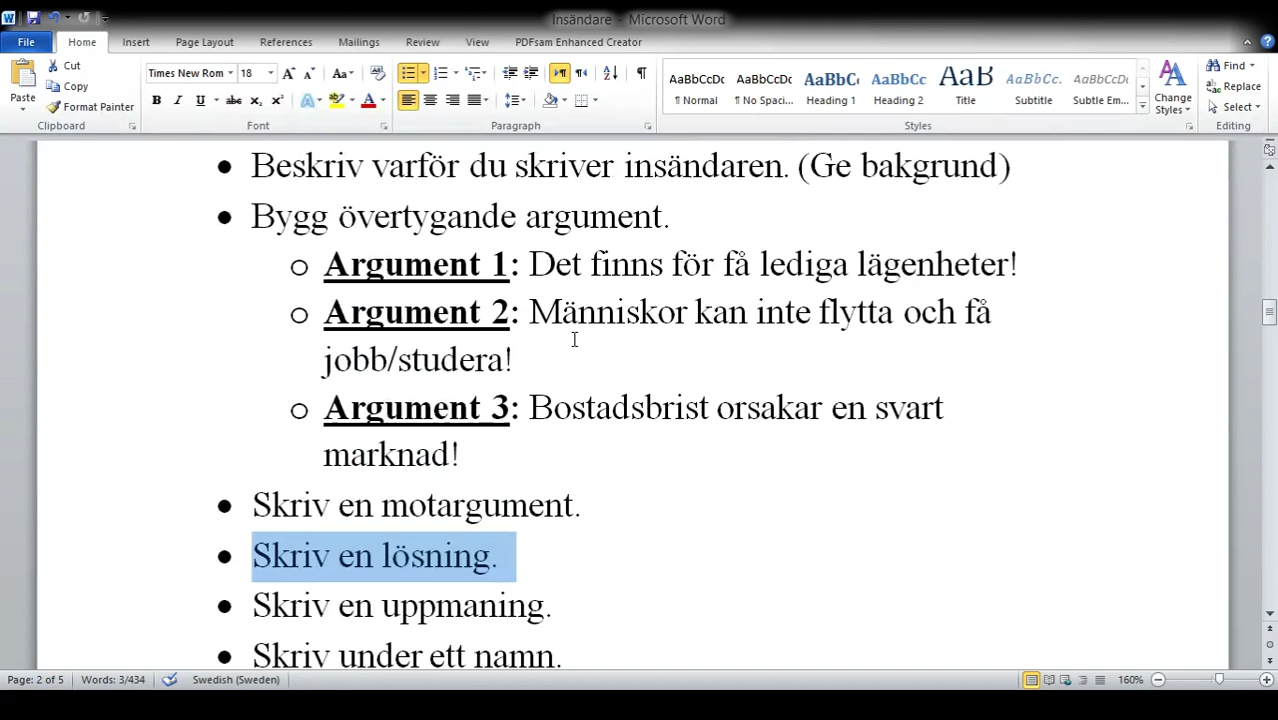 Insändare - Microsoft Word
File Home Insert Page Layout References Mailings Review View PDFsam Enhanced Creator
Paste Cut Copy Format Painter Clipboard
Times New Rom 18 Font
Paragraph
AaBbCcDc AaBbCcDc AaBbCc AaBbCc AaB AaBbCc. AaBbCcDc
¶ Normal ¶ No Spaci... Heading 1 Heading 2 Title Subtitle Subtle Em...
Change Styles Styles
Find Replace Select Editing
Beskriv varför du skriver insändaren. (Ge bakgrund)
Bygg övertygande argument.
Argument 1: Det finns för få lediga lägenheter!
Argument 2: Människor kan inte flytta och få
jobb/studera!
Argument 3: Bostadsbrist orsakar en svart
marknad!
Skriv en motargument.
Skriv en lösning.
Skriv en uppmaning.
Skriv under ett namn.
Page: 2 of 5 Words: 3/434 Swedish (Sweden) 160%